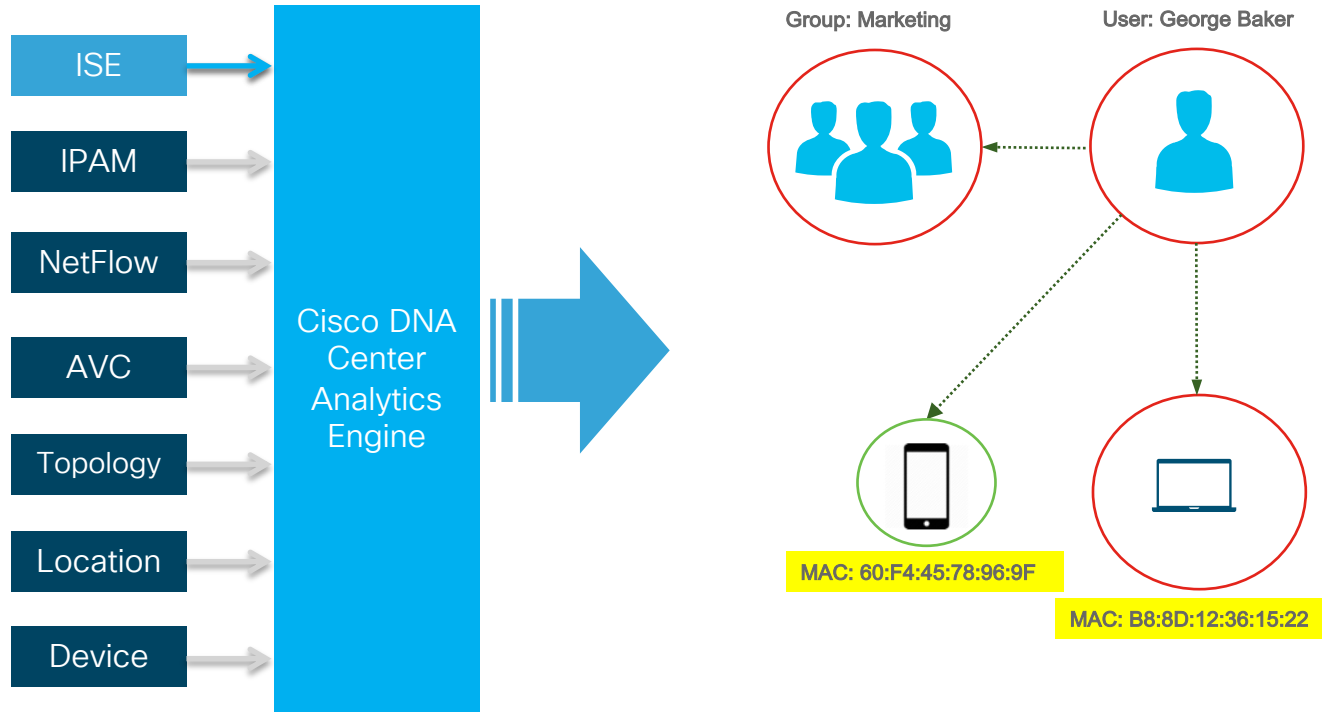 ISE
IPAM
NetFlow
AVC
Topology
Location
Device
Cisco DNA
Center
Analytics
Engine
Group: Marketing
User: George Baker
MAC: 60:F4:45:78:96:9F
MAC: B8:8D:12:36:15:22